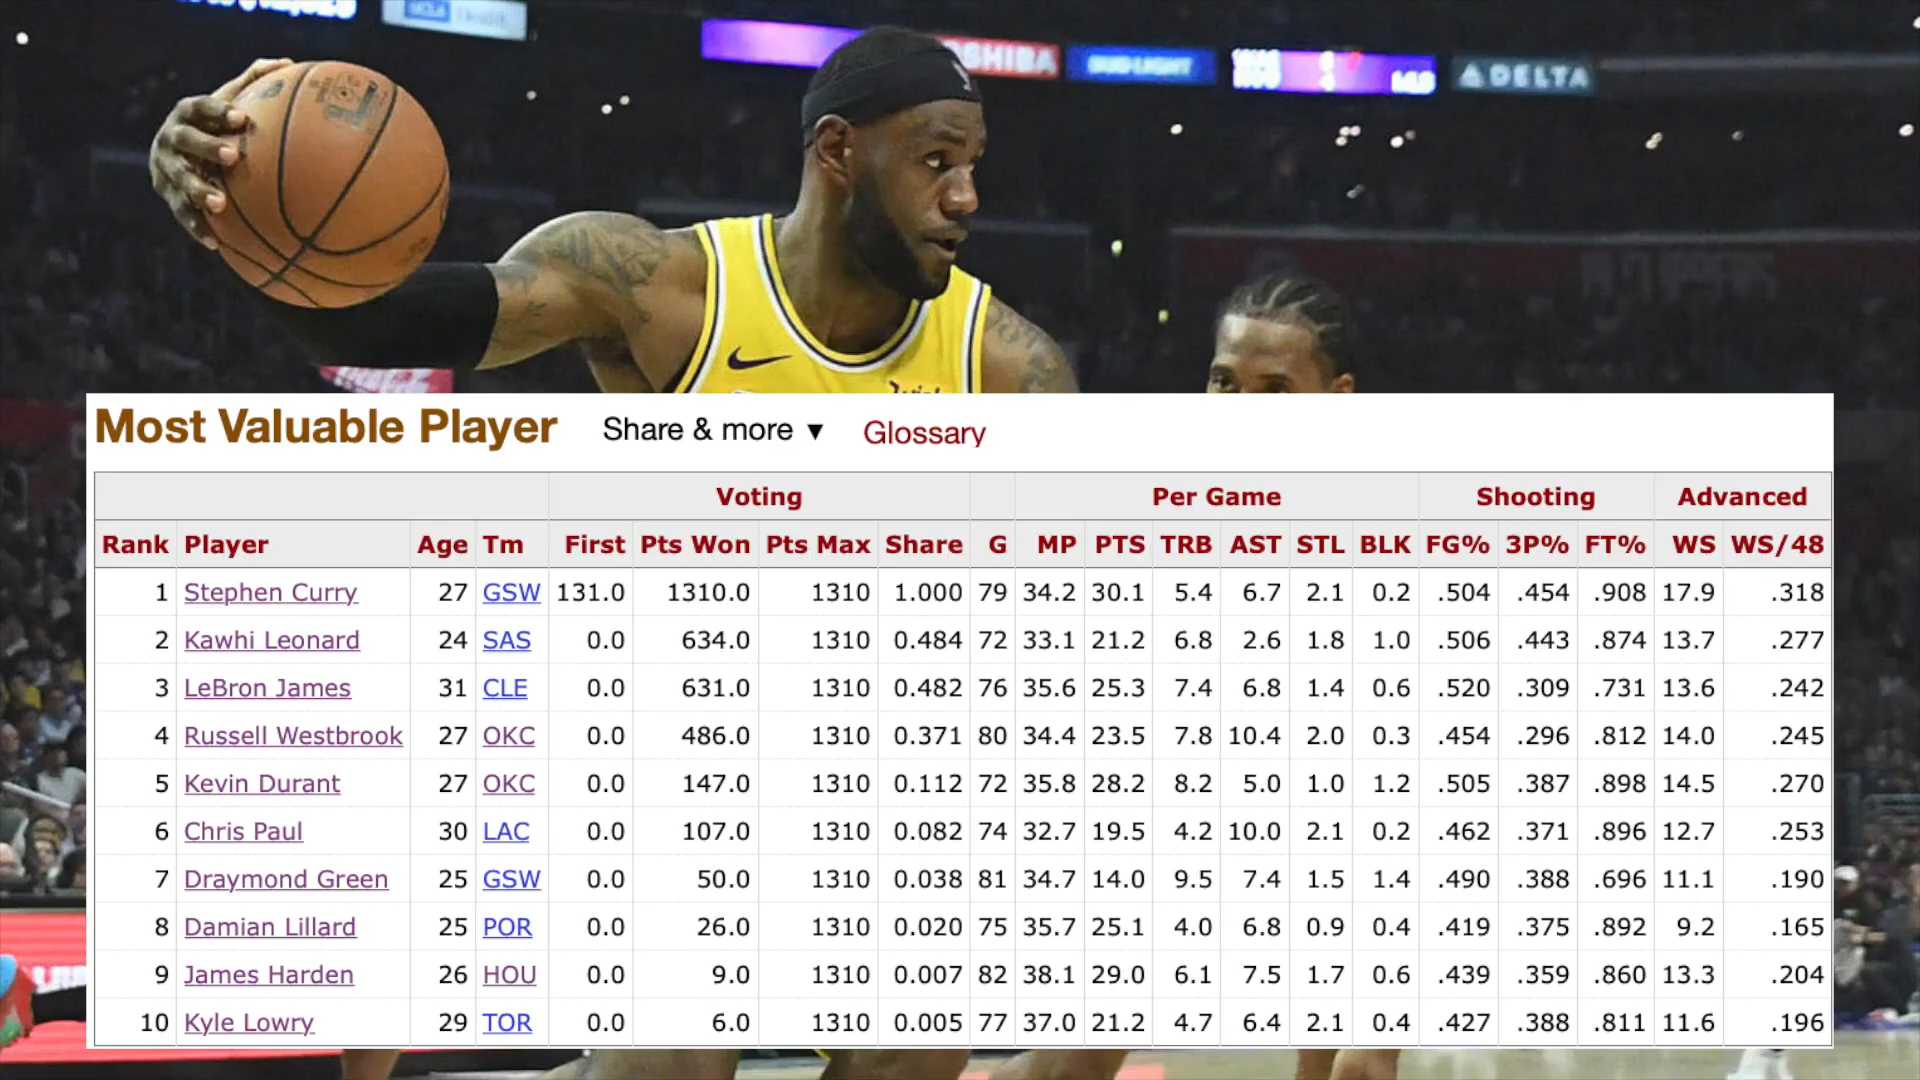 UCLA Health
TOSHIBA
BUD LIGHT
DELTA
Most Valuable Player Share & more ▼ Glossary
Voting Per Game Shooting Advanced
Rank Player Age Tm First Pts Won Pts Max Share G MP PTS TRB AST STL BLK FG% 3P% FT% WS WS/48
1 Stephen Curry 27 GSW 131.0 1310.0 1310 1.000 79 34.2 30.1 5.4 6.7 2.1 0.2 .504 .454 .908 17.9 .318
2 Kawhi Leonard 24 SAS 0.0 634.0 1310 0.484 72 33.1 21.2 6.8 2.6 1.8 1.0 .506 .443 .874 13.7 .277
3 LeBron James 31 CLE 0.0 631.0 1310 0.482 76 35.6 25.3 7.4 6.8 1.4 0.6 .520 .309 .731 13.6 .242
4 Russell Westbrook 27 OKC 0.0 486.0 1310 0.371 80 34.4 23.5 7.8 10.4 2.0 0.3 .454 .296 .812 14.0 .245
5 Kevin Durant 27 OKC 0.0 147.0 1310 0.112 72 35.8 28.2 8.2 5.0 1.0 1.2 .505 .387 .898 14.5 .270
6 Chris Paul 30 LAC 0.0 107.0 1310 0.082 74 32.7 19.5 4.2 10.0 2.1 0.2 .462 .371 .896 12.7 .253
7 Draymond Green 25 GSW 0.0 50.0 1310 0.038 81 34.7 14.0 9.5 7.4 1.5 1.4 .490 .388 .696 11.1 .190
8 Damian Lillard 25 POR 0.0 26.0 1310 0.020 75 35.7 25.1 4.0 6.8 0.9 0.4 .419 .375 .892 9.2 .165
9 James Harden 26 HOU 0.0 9.0 1310 0.007 82 38.1 29.0 6.1 7.5 1.7 0.6 .439 .359 .860 13.3 .204
10 Kyle Lowry 29 TOR 0.0 6.0 1310 0.005 77 37.0 21.2 4.7 6.4 2.1 0.4 .427 .388 .811 11.6 .196